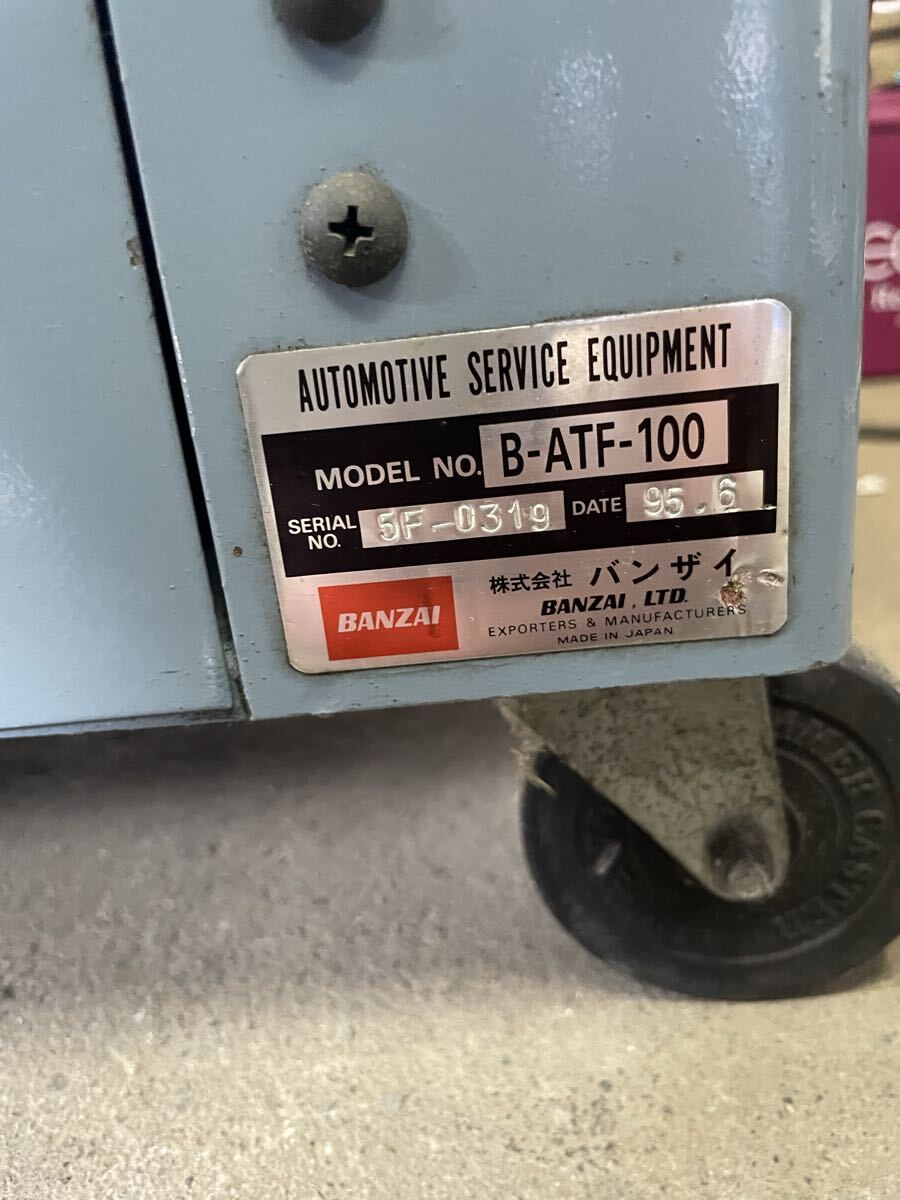 AUTOMOTIVE SERVICE EQUIPMENT
MODEL NO. B-ATF-100
SERIAL NO. 5F-0319 DATE 95.6
株式会社 バンザイ
BANZAI
BANZAI, LTD.
EXPORTERS & MANUFACTURERS
MADE IN JAPAN
CASTER